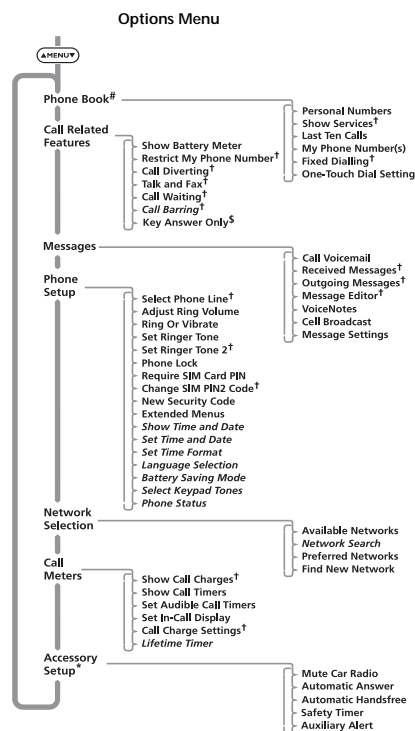 Options Menu
MENU
Phone Book#
Personal Numbers
Show Services†
Last Ten Calls
My Phone Number(s)
Fixed Dialling†
One-Touch Dial Setting
Call Related
Features
Show Battery Meter
Restrict My Phone Number†
Call Diverting†
Talk and Fax†
Call Waiting†
Call Barring†
Key Answer Only$
Messages
Call Voicemail
Received Messages†
Outgoing Messages†
Message Editor†
VoiceNotes
Cell Broadcast
Message Settings
Phone
Setup
Select Phone Line†
Adjust Ring Volume
Ring Or Vibrate
Set Ringer Tone
Set Ringer Tone 2†
Phone Lock
Require SIM Card PIN
Change SIM PIN2 Code†
New Security Code
Extended Menus
Show Time and Date
Set Time and Date
Set Time Format
Language Selection
Battery Saving Mode
Select Keypad Tones
Phone Status
Network
Selection
Available Networks
Network Search
Preferred Networks
Find New Network
Call
Meters
Show Call Charges†
Show Call Timers
Set Audible Call Timers
Set In-Call Display
Call Charge Settings†
Lifetime Timer
Accessory
Setup*
Mute Car Radio
Automatic Answer
Automatic Handsfree
Safety Timer
Auxiliary Alert